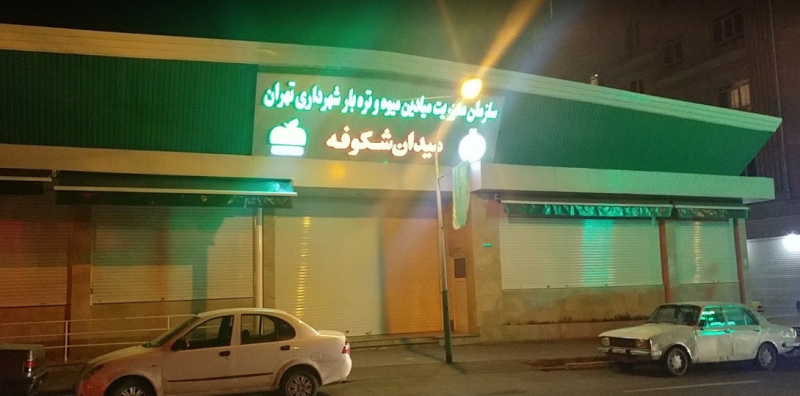 سازمان مدیریت میادین میوه و تره بار شهرداری تهران
میدان شکوفه